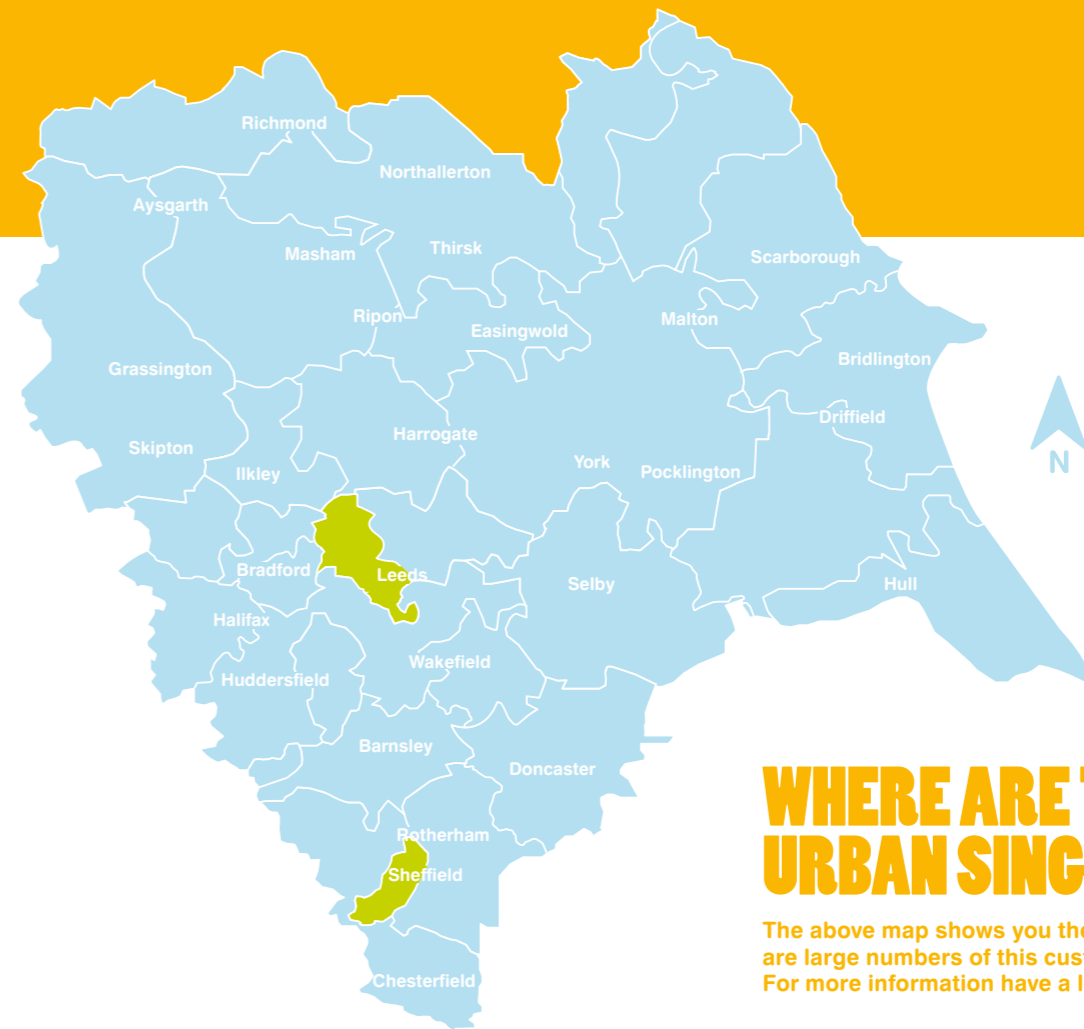 Richmond
Northallerton
Aysgarth
Masham
Thirsk
Scarborough
Ripon
Easingwold
Malton
Grassington
Bridlington
Harrogate
Driffield
Skipton
Ilkley
York
Pocklington
N
Bradford
Leeds
Selby
Hull
Halifax
Wakefield
Huddersfield
Barnsley
Doncaster
Rotherham
Sheffield
Chesterfield
WHERE ARE
URBAN
The above map shows you the
are large numbers of this
For more information have a